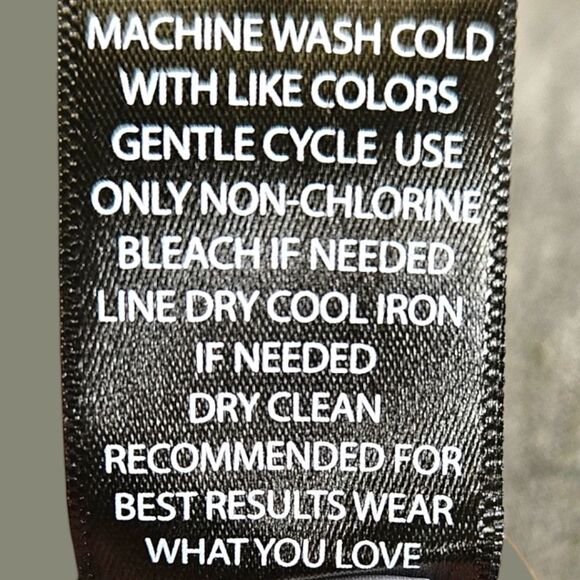 MACHINE WASH COLD
WITH LIKE COLORS
GENTLE CYCLE USE
ONLY NON-CHLORINE
BLEACH IF NEEDED
LINE DRY COOL IRON
IF NEEDED
DRY CLEAN
RECOMMENDED FOR
BEST RESULTS WEAR
WHAT YOU LOVE